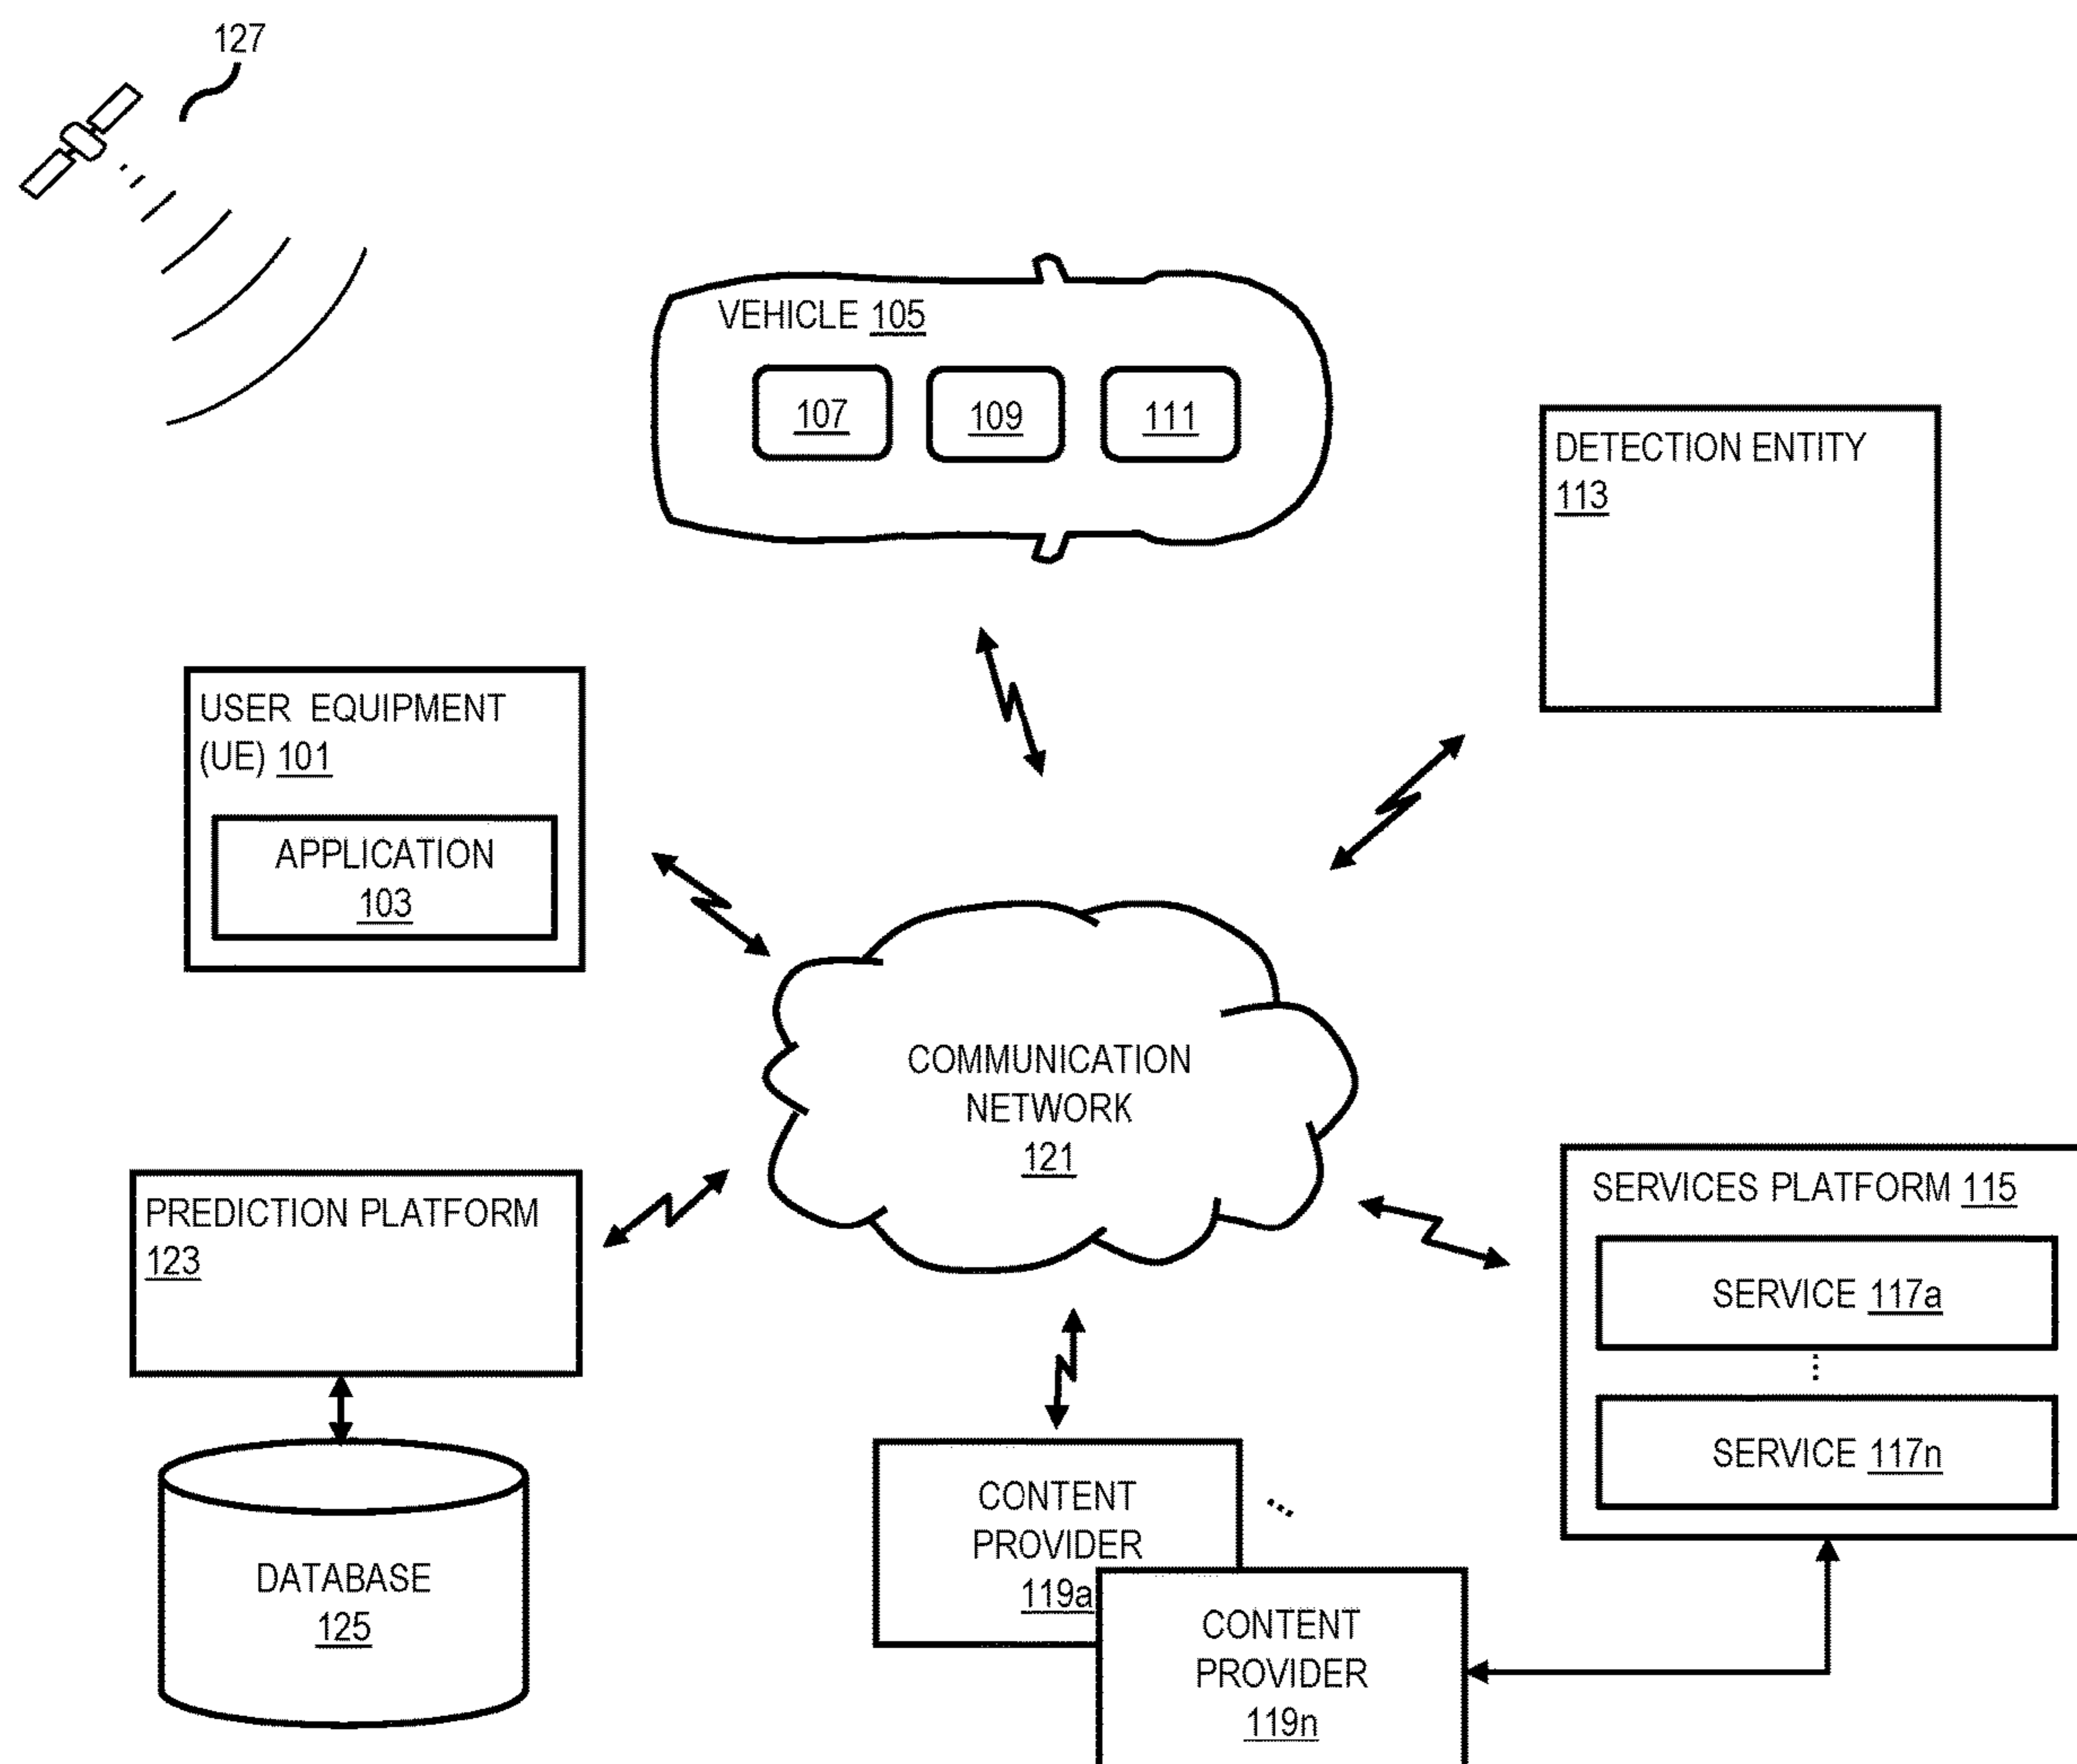 127
VEHICLE 105
107
109
111
DETECTION ENTITY
113
USER EQUIPMENT
(UE) 101
APPLICATION
103
COMMUNICATION
NETWORK
121
PREDICTION PLATFORM
123
SERVICES PLATFORM 115
SERVICE 117a
⋮
SERVICE 117n
DATABASE
125
CONTENT
PROVIDER
119a
...
CONTENT
PROVIDER
119n